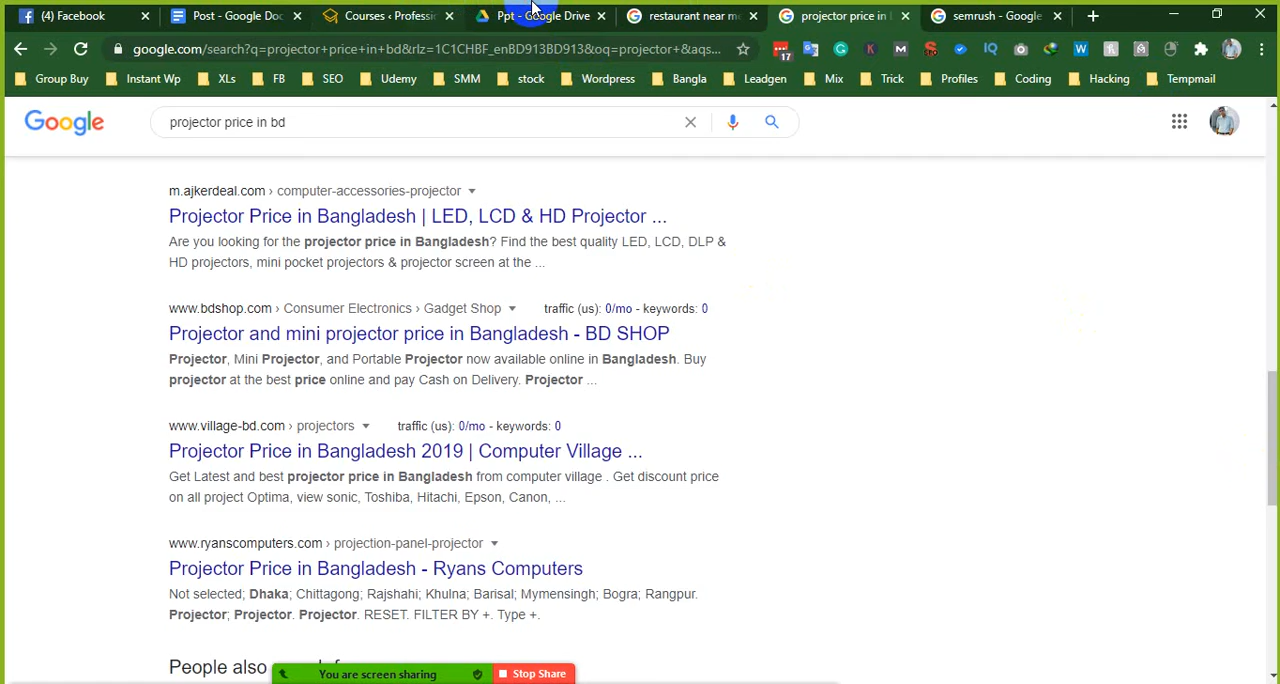 (4) Facebook
Post - Google Doc
Courses ‹ Professi
Ppt - Google Drive
restaurant near m
projector price in
semrush - Google
google.com/search?q=projector+price+in+bd&rlz=1C1CHBF_enBD913BD913&oq=projector+&aqs...
17
Group Buy
Instant Wp
XLs
FB
SEO
Udemy
SMM
stock
Wordpress
Bangla
Leadgen
Mix
Trick
Profiles
Coding
Hacking
Tempmail
Google
projector price in bd
m.ajkerdeal.com › computer-accessories-projector
Projector Price in Bangladesh | LED, LCD & HD Projector ...
Are you looking for the projector price in Bangladesh? Find the best quality LED, LCD, DLP &
HD projectors, mini pocket projectors & projector screen at the ...
www.bdshop.com › Consumer Electronics › Gadget Shop traffic (us): 0/mo - keywords: 0
Projector and mini projector price in Bangladesh - BD SHOP
Projector, Mini Projector, and Portable Projector now available online in Bangladesh. Buy
projector at the best price online and pay Cash on Delivery. Projector ...
www.village-bd.com › projectors traffic (us): 0/mo - keywords: 0
Projector Price in Bangladesh 2019 | Computer Village ...
Get Latest and best projector price in Bangladesh from computer village . Get discount price
on all project Optima, view sonic, Toshiba, Hitachi, Epson, Canon, ...
www.ryanscomputers.com › projection-panel-projector
Projector Price in Bangladesh - Ryans Computers
Not selected; Dhaka; Chittagong; Rajshahi; Khulna; Barisal; Mymensingh; Bogra; Rangpur.
Projector; Projector. Projector. RESET. FILTER BY +. Type +.
People also
You are screen sharing
Stop Share